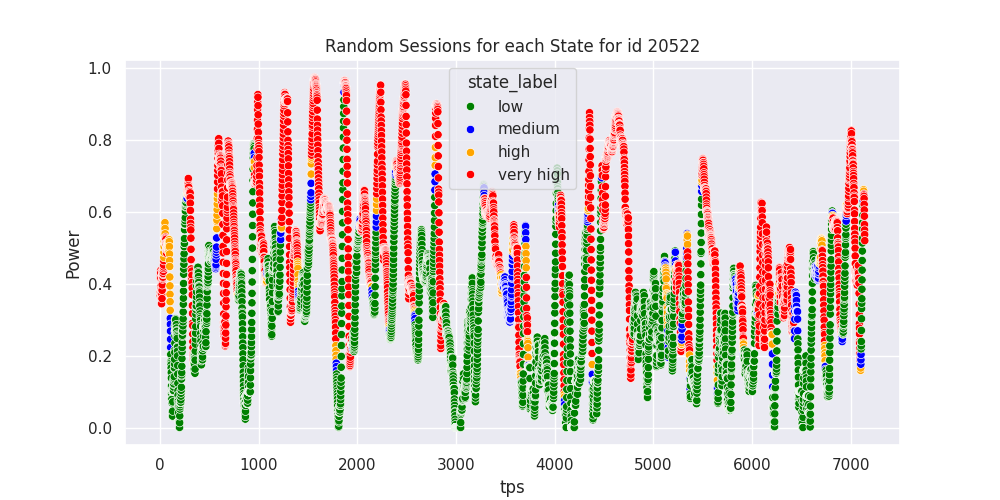 Random Sessions for each State for id 20522
state_label
low
medium
high
very high
1.0
0.8
0.6
0.4
0.2
0.0
Power
0 1000 2000 3000 4000 5000 6000 7000
tps